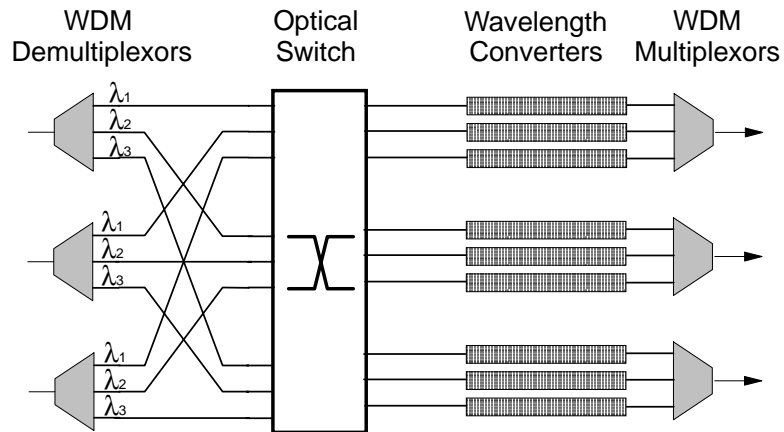 WDM
Demultiplexors
Optical
Switch
Wavelength
Converters
WDM
Multiplexors
λ1
λ2
λ3
λ1
λ2
λ3
λ1
λ2
λ3